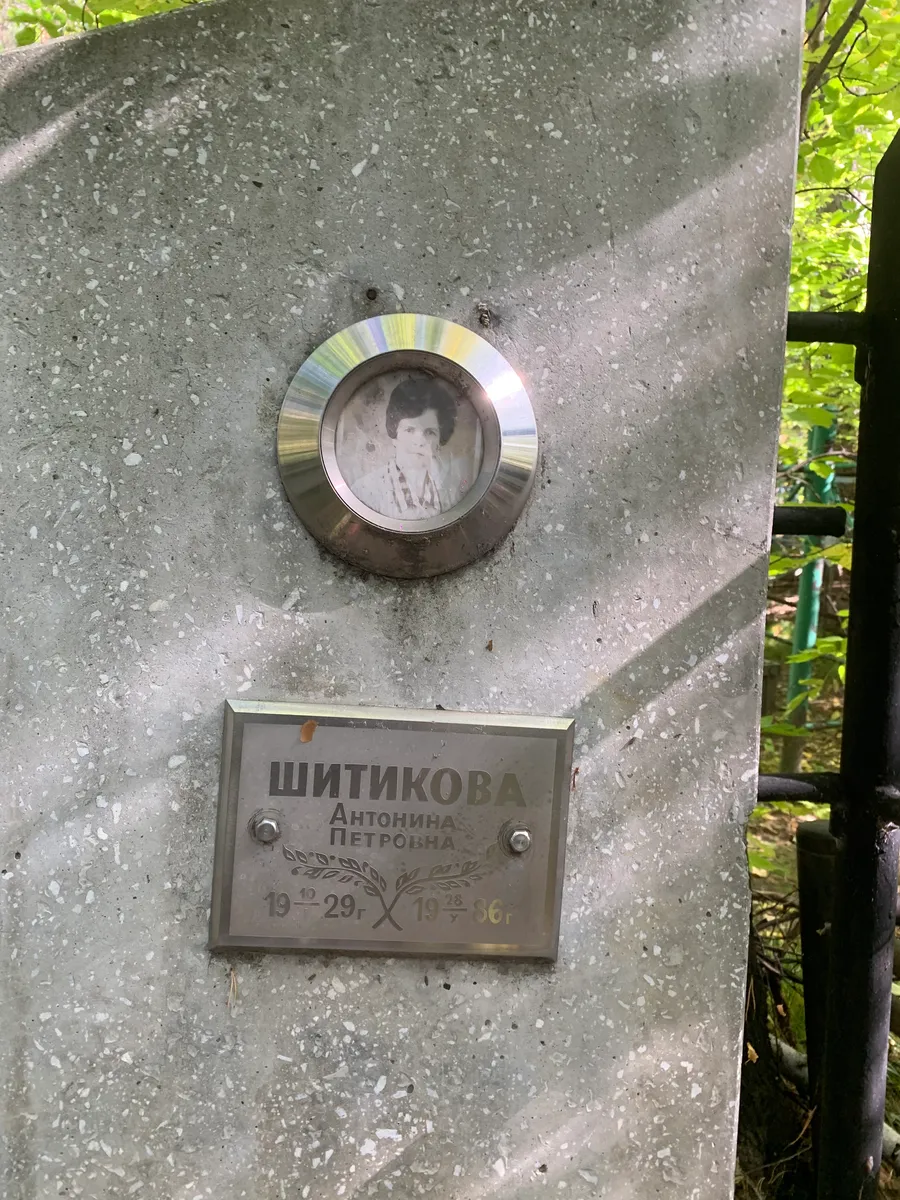 ШИТИКОВА
Антонина
Петровна
19 10/I 29г 19 28/V 86г